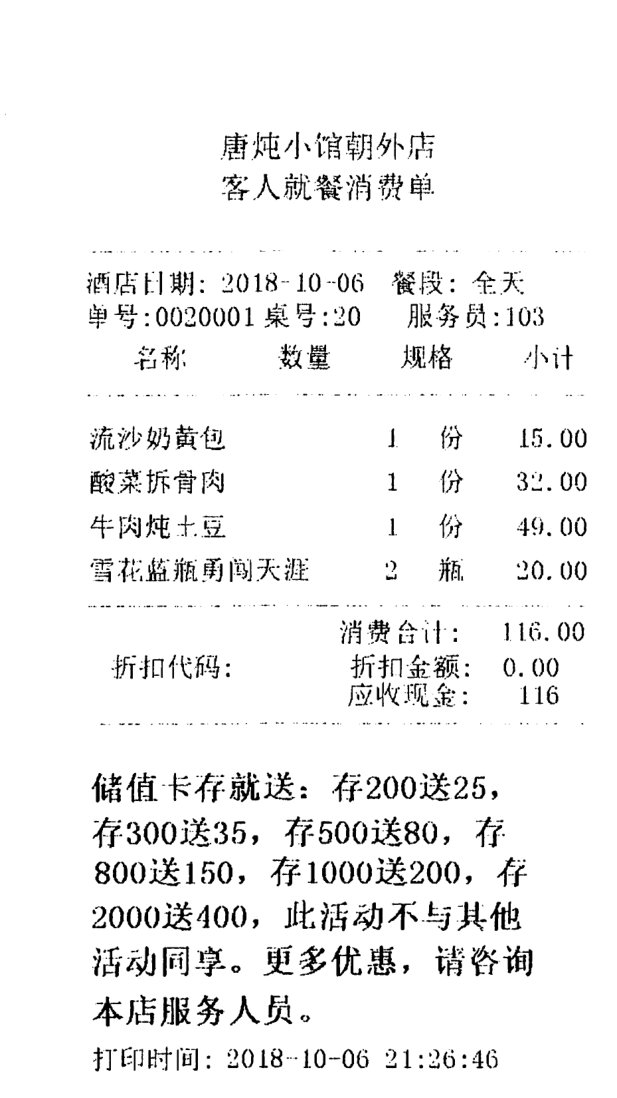 唐炖小馆朝外店
客人就餐消费单
酒店日期: 2018-10-06 餐段: 全天
单号:0020001 桌号:20 服务员:103
名称 数量 规格 小计
流沙奶黄包 1 份 15.00
酸菜拆骨肉 1 份 32.00
牛肉炖土豆 1 份 49.00
雪花蓝瓶勇闯天涯 2 瓶 20.00
消费合计: 116.00
折扣代码: 折扣金额: 0.00
应收现金: 116
储值卡存就送: 存200送25,
存300送35, 存500送80, 存
800送150, 存1000送200, 存
2000送400, 此活动不与其他
活动同享。更多优惠, 请咨询
本店服务人员。
打印时间: 2018-10-06 21:26:46